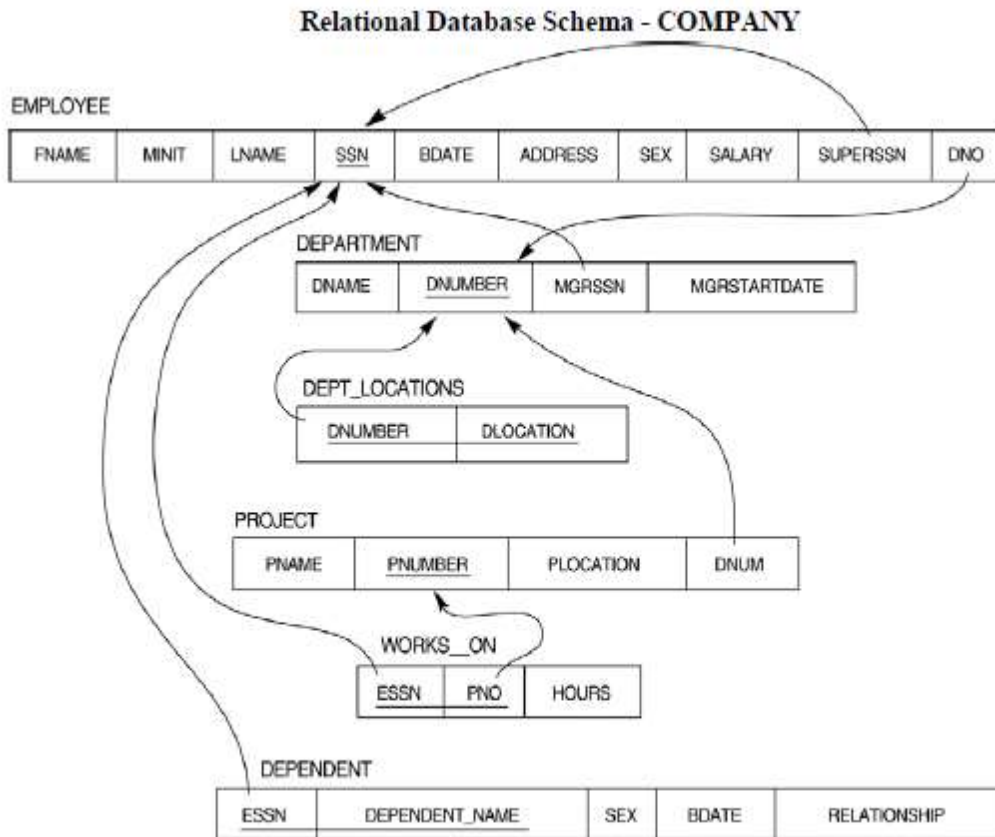 Relational Database Schema - COMPANY
EMPLOYEE
FNAME MINIT LNAME SSN BDATE ADDRESS SEX SALARY SUPERSSN DNO
DEPARTMENT
DNAME DNUMBER MGRSSN MGRSTARTDATE
DEPT_LOCATIONS
DNUMBER DLOCATION
PROJECT
PNAME PNUMBER PLOCATION DNUM
WORKS__ON
ESSN PNO HOURS
DEPENDENT
ESSN DEPENDENT_NAME SEX BDATE RELATIONSHIP